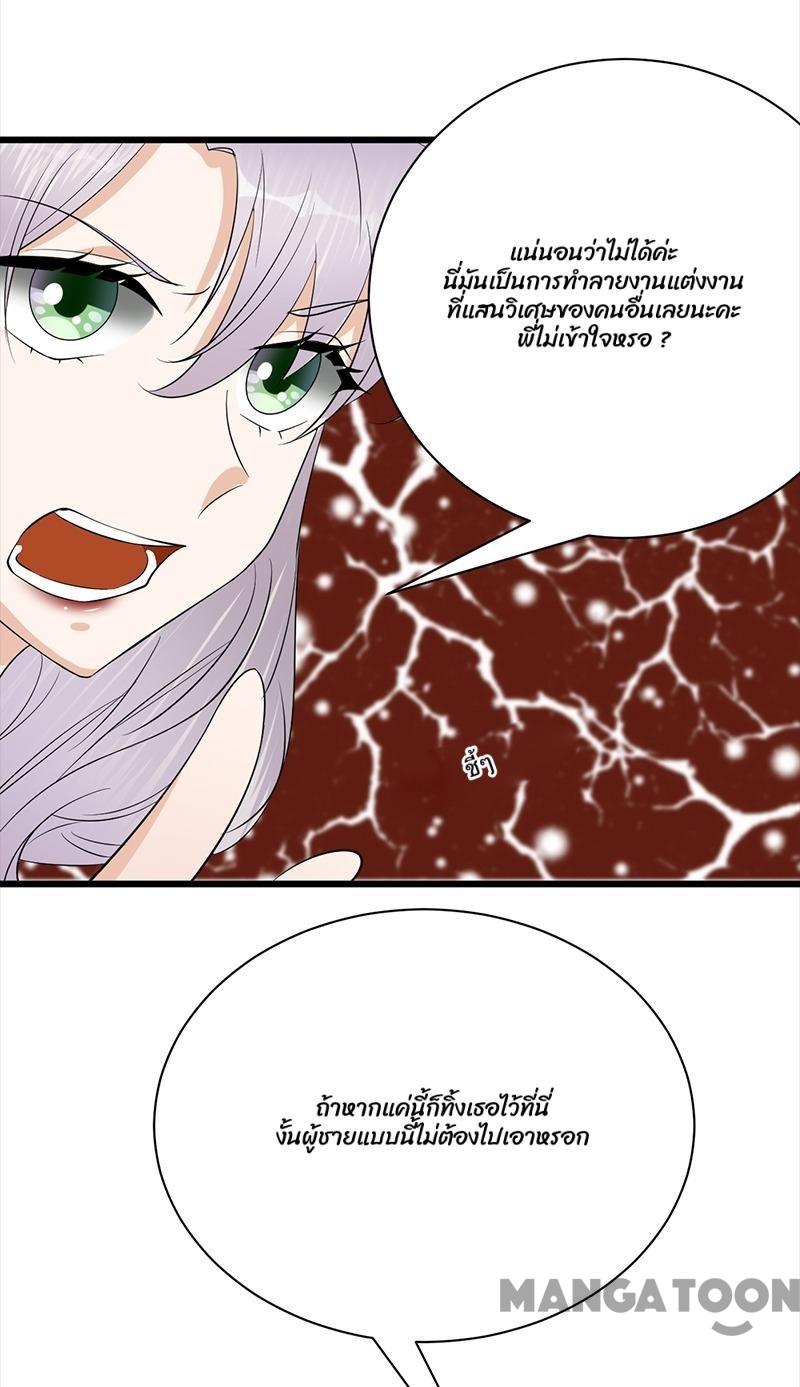 แน่นอนว่าไม่ได้ค่ะ
นี่มันเป็นการทำลายงานแต่งงาน
ที่แสนวิเศษของคนอื่นเลยนะคะ
พี่ไม่เข้าใจหรอ ?
ชี้ๆ
ถ้าหากแค่นี้ก็ทิ้งเธอไว้ที่นี่
งั้นผู้ชายแบบนี้ไม่ต้องไปเอาหรอก
MANGATOON